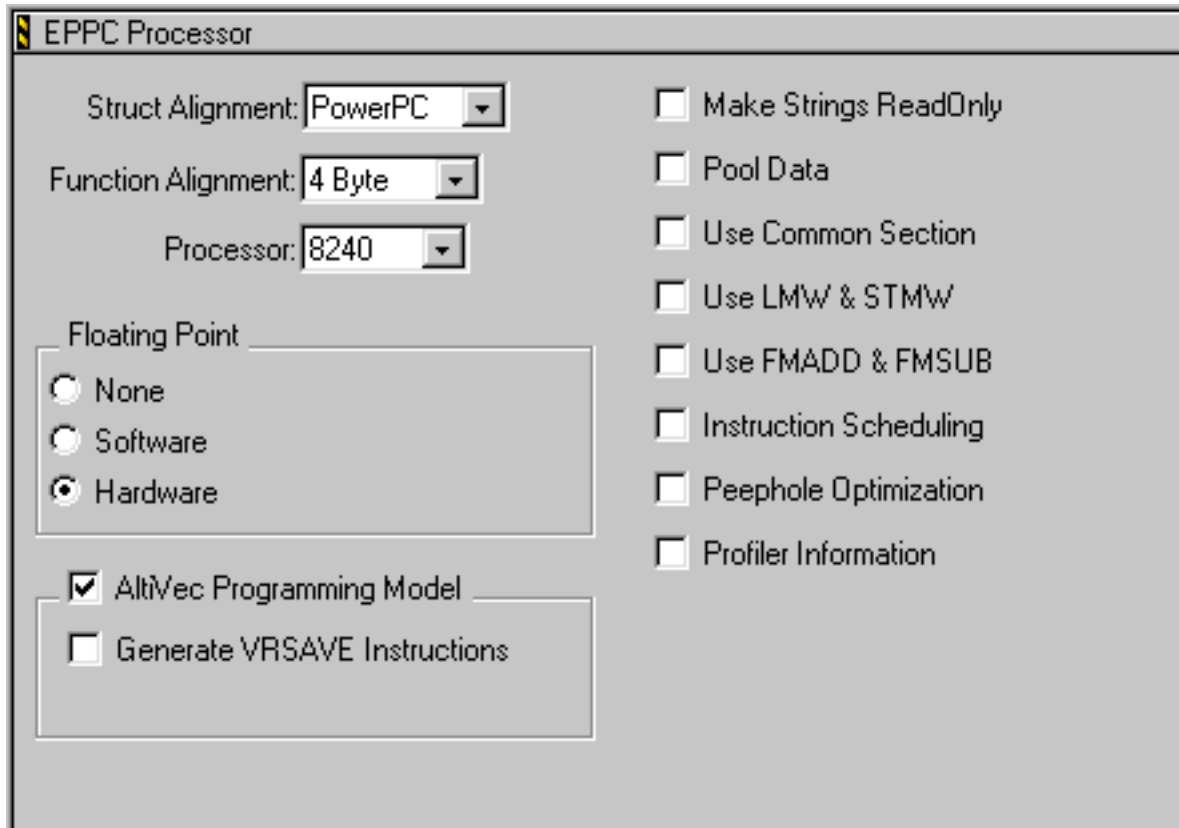 EPPC Processor
Struct Alignment: PowerPC
Function Alignment: 4 Byte
Processor: 8240
Floating Point
None
Software
Hardware
AltiVec Programming Model
Generate VRSAVE Instructions
Make Strings ReadOnly
Pool Data
Use Common Section
Use LMW & STMW
Use FMADD & FMSUB
Instruction Scheduling
Peephole Optimization
Profiler Information